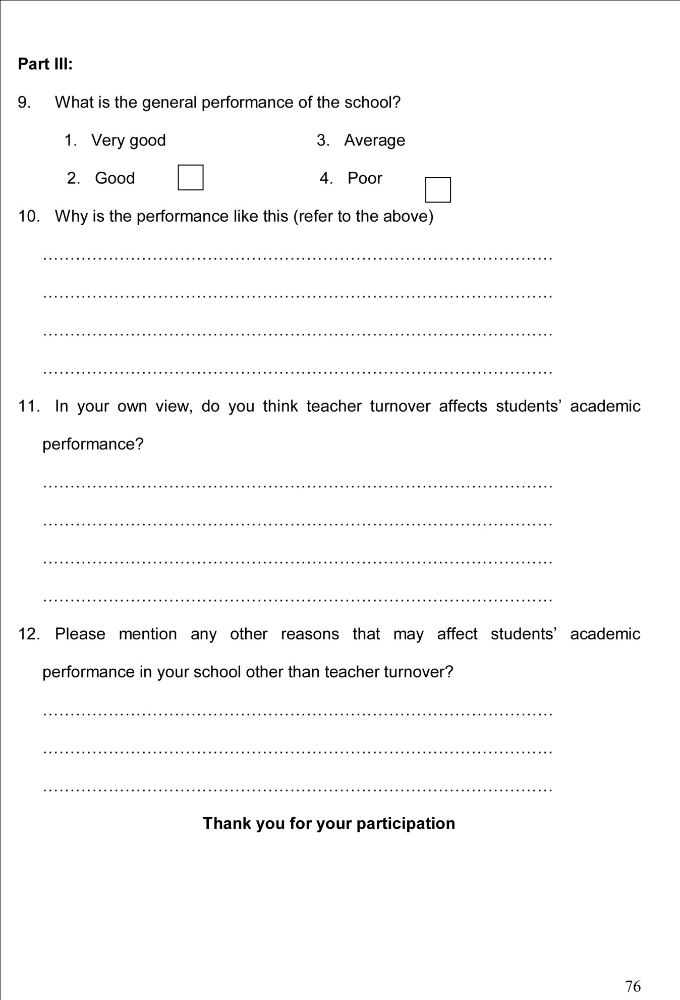 Part III:
9. What is the general performance of the school?
1. Very good 3. Average
2. Good 4. Poor
10. Why is the performance like this (refer to the above)
…………………………………………………………………………………
…………………………………………………………………………………
…………………………………………………………………………………
…………………………………………………………………………………
11. In your own view, do you think teacher turnover affects students’ academic
performance?
…………………………………………………………………………………
…………………………………………………………………………………
…………………………………………………………………………………
…………………………………………………………………………………
12. Please mention any other reasons that may affect students’ academic
performance in your school other than teacher turnover?
…………………………………………………………………………………
…………………………………………………………………………………
…………………………………………………………………………………
Thank you for your participation
76